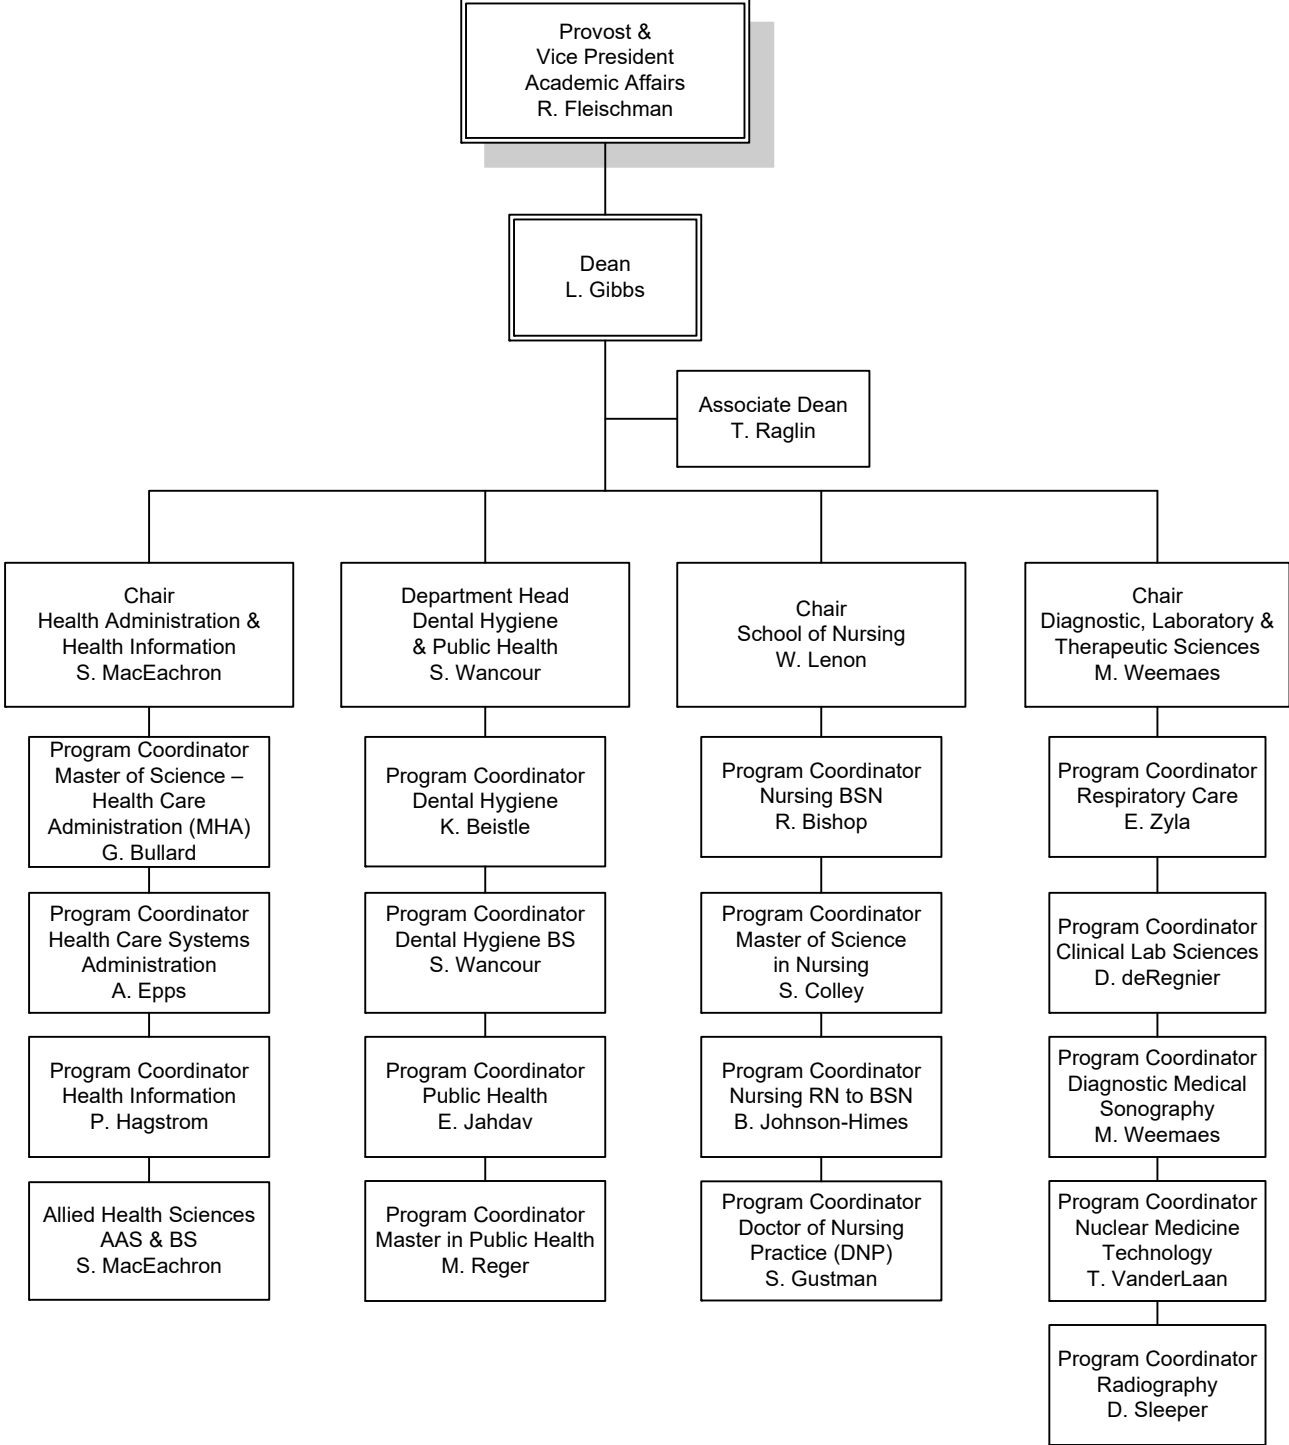 Provost &
Vice President
Academic Affairs
R. Fleischman
Dean
L. Gibbs
Associate Dean
T. Raglin
Chair
Health Administration &
Health Information
S. MacEachron
Department Head
Dental Hygiene
& Public Health
S. Wancour
Chair
School of Nursing
W. Lenon
Chair
Diagnostic, Laboratory &
Therapeutic Sciences
M. Weemaes
Program Coordinator
Master of Science –
Health Care
Administration (MHA)
G. Bullard
Program Coordinator
Dental Hygiene
K. Beistle
Program Coordinator
Nursing BSN
R. Bishop
Program Coordinator
Respiratory Care
E. Zyla
Program Coordinator
Health Care Systems
Administration
A. Epps
Program Coordinator
Dental Hygiene BS
S. Wancour
Program Coordinator
Master of Science
in Nursing
S. Colley
Program Coordinator
Clinical Lab Sciences
D. deRegnier
Program Coordinator
Health Information
P. Hagstrom
Program Coordinator
Public Health
E. Jahdav
Program Coordinator
Nursing RN to BSN
B. Johnson-Himes
Program Coordinator
Diagnostic Medical
Sonography
M. Weemaes
Allied Health Sciences
AAS & BS
S. MacEachron
Program Coordinator
Master in Public Health
M. Reger
Program Coordinator
Doctor of Nursing
Practice (DNP)
S. Gustman
Program Coordinator
Nuclear Medicine
Technology
T. VanderLaan
Program Coordinator
Radiography
D. Sleeper